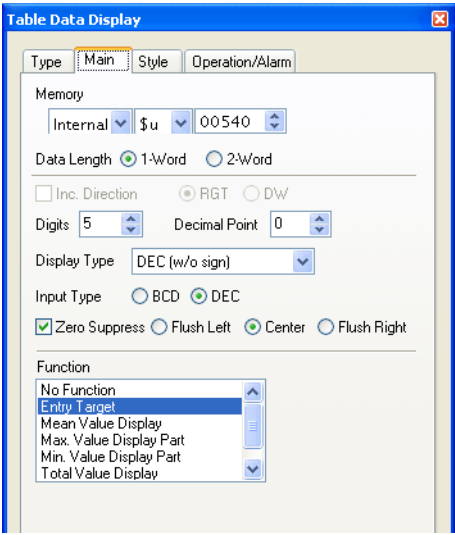 Table Data Display
Type Main Style Operation/Alarm
Memory
Internal $u 00540
Data Length 1-Word 2-Word
Inc. Direction RGT DW
Digits 5 Decimal Point 0
Display Type DEC (w/o sign)
Input Type BCD DEC
Zero Suppress Flush Left Center Flush Right
Function
No Function
Entry Target
Mean Value Display
Max. Value Display Part
Min. Value Display Part
Total Value Display